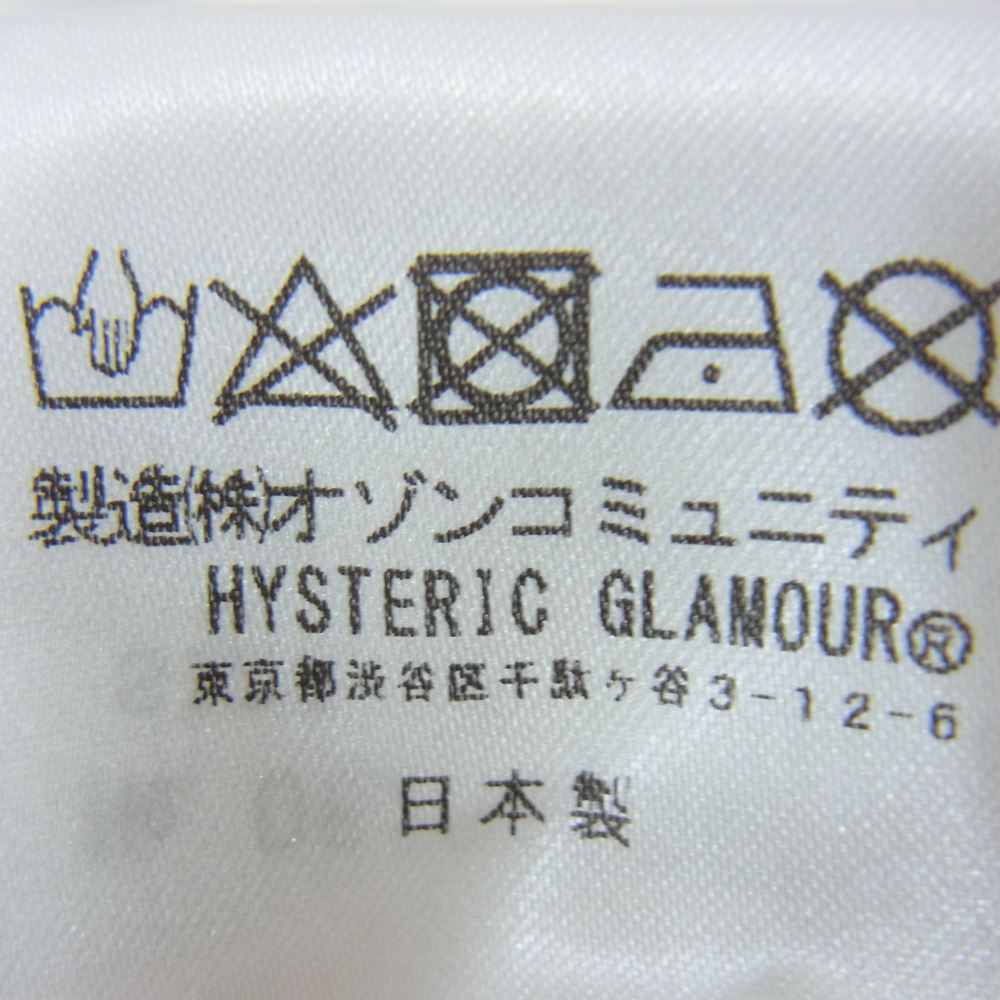 製造(株)オゾンコミュニティ
HYSTERIC GLAMOUR®
東京都渋谷区千駄ヶ谷3-12-6
日本製